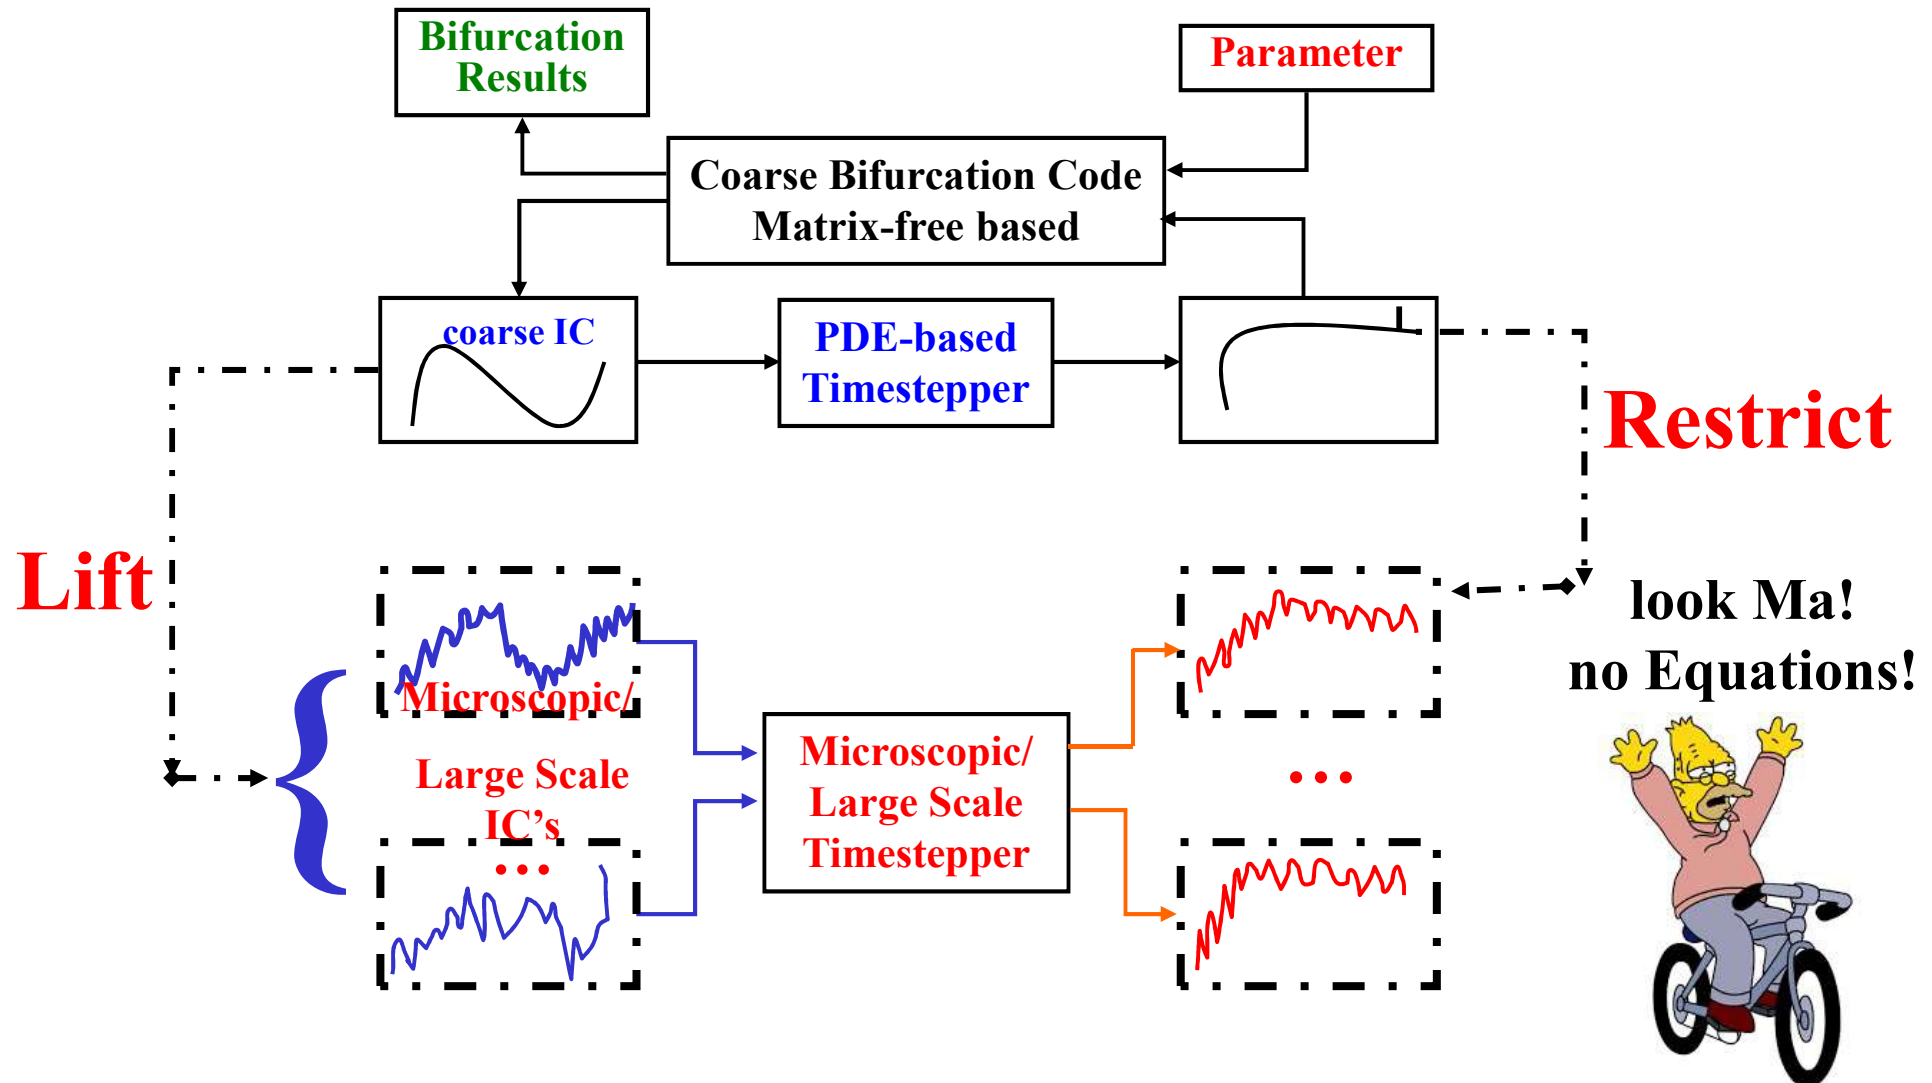 Bifurcation
Results
Parameter
Coarse Bifurcation Code
Matrix-free based
coarse IC
PDE-based
Timestepper
Restrict
Lift
look Ma!
no Equations!
Microscopic/
Large Scale
IC’s
...
Microscopic/
Large Scale
Timestepper
...